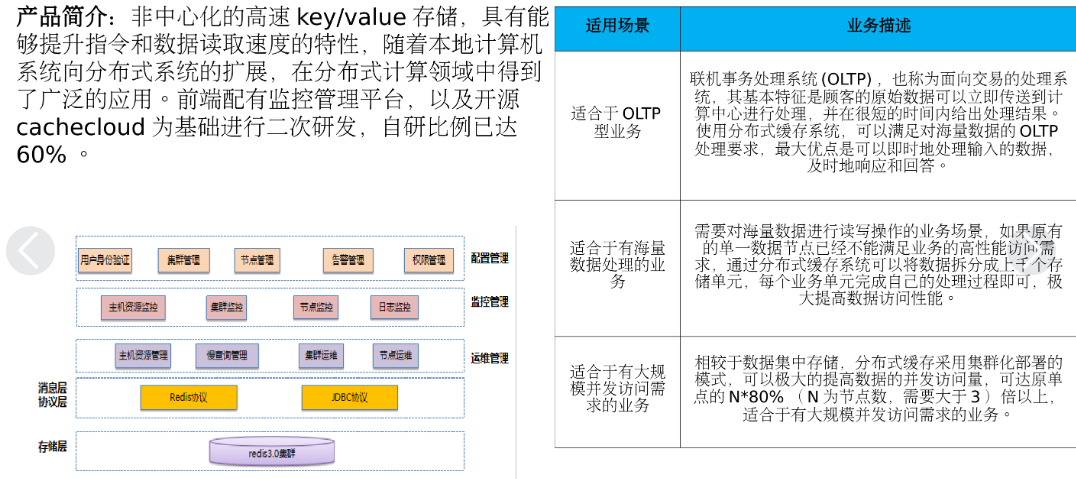 产品简介：非中心化的高速 key/value 存储，具有能
够提升指令和数据读取速度的特性，随着本地计算机
系统向分布式系统的扩展，在分布式计算领域中得到
了广泛的应用。前端配有监控管理平台，以及开源
cachecloud 为基础进行二次研发，自研比例已达
60% 。
用户身份验证 集群管理 节点管理 告警管理 权限管理 配置管理
主机资源监控 集群监控 节点监控 日志监控 监控管理
主机资源管理 慢查询管理 集群运维 节点运维 运维管理
消息层
协议层
Redis协议 JDBC协议
存储层
redis3.0集群
适用场景 业务描述
适合于 OLTP
型业务
联机事务处理系统 (OLTP) ，也称为面向交易的处理系
统，其基本特征是顾客的原始数据可以立即传送到计
算中心进行处理，并在很短的时间内给出处理结果。
使用分布式缓存系统，可以满足对海量数据的 OLTP
处理要求，最大优点是可以即时地处理输入的数据，
及时地响应和回答。
适合于有海量
数据处理的业
务
需要对海量数据进行读写操作的业务场景，如果原有
的单一数据节点已经不能满足业务的高性能访问需
求，通过分布式缓存系统可以将数据拆分成上千个存
储单元，每个业务单元完成自己的处理过程即可，极
大提高数据访问性能。
适合于有大规
模并发访问需
求的业务
相较于数据集中存储，分布式缓存采用集群化部署的
模式，可以极大的提高数据的并发访问量，可达原单
点的 N*80% （ N 为节点数，需要大于 3 ）倍以上，
适合于有大规模并发访问需求的业务。